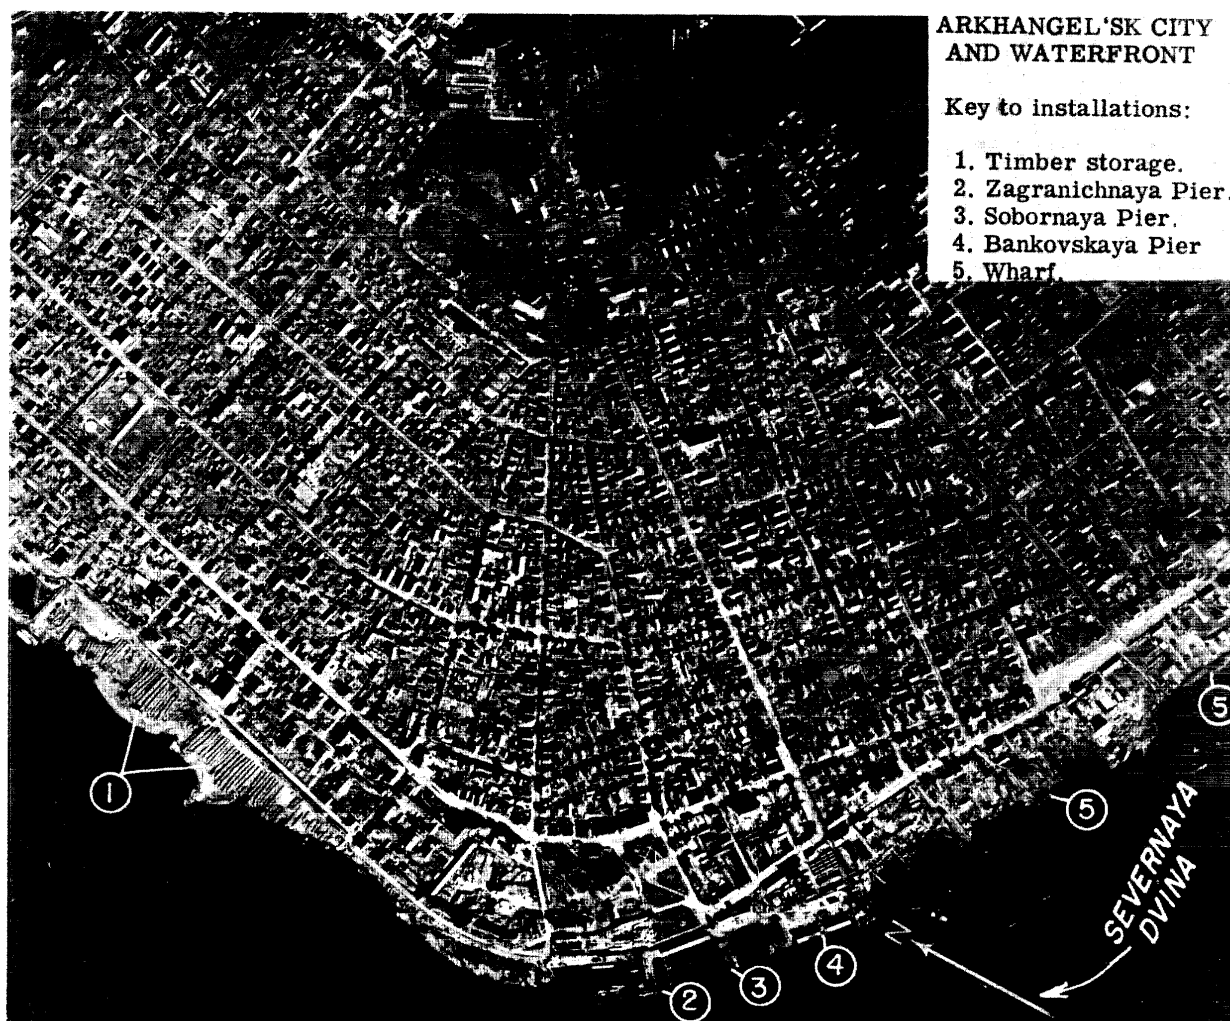 ARKHANGEL'SK CITY
AND WATERFRONT
Key to installations:
1. Timber storage.
2. Zagranichnaya Pier.
3. Sobornaya Pier.
4. Bankovskaya Pier
5. Wharf.
5
1
5
SEVERNAYA
DVINA
N
4
3
2